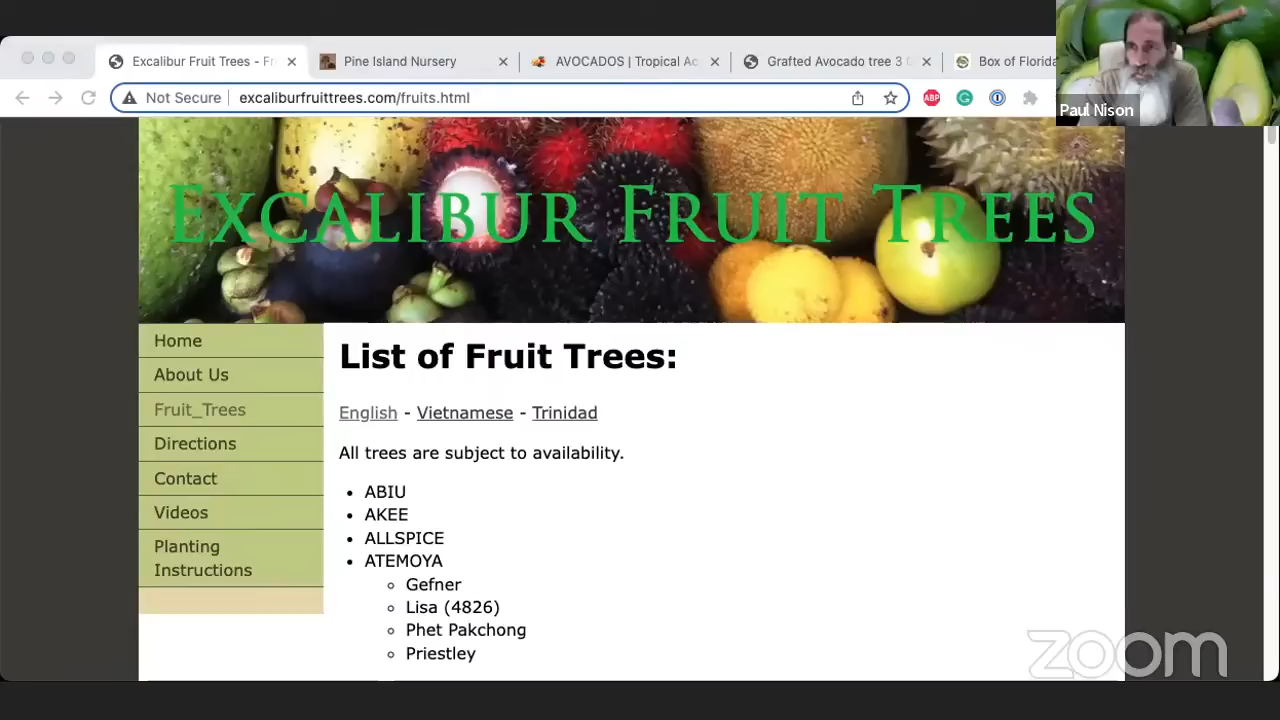 Excalibur Fruit Trees - Fr
Pine Island Nursery
AVOCADOS | Tropical Ac
Grafted Avocado tree 3
Box of Florida
Not Secure
excaliburfruittrees.com/fruits.html
ABP
Paul Nison
EXCALIBUR FRUIT TREES
Home
About Us
Fruit_Trees
Directions
Contact
Videos
Planting
Instructions
List of Fruit Trees:
English - Vietnamese - Trinidad
All trees are subject to availability.
• ABIU
• AKEE
• ALLSPICE
• ATEMOYA
◦ Gefner
◦ Lisa (4826)
◦ Phet Pakchong
◦ Priestley
zoom